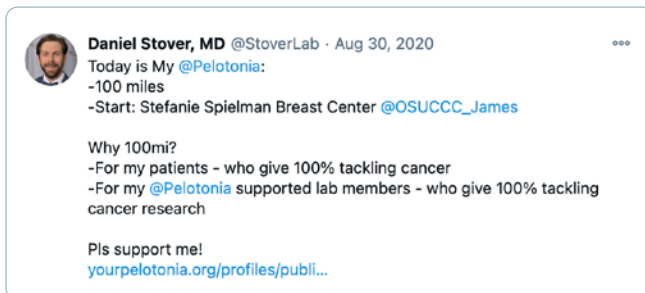 Daniel Stover, MD @StoverLab · Aug 30, 2020
Today is My @Pelotonia:
-100 miles
-Start: Stefanie Spielman Breast Center @OSUCCC_James
Why 100mi?
-For my patients - who give 100% tackling cancer
-For my @Pelotonia supported lab members - who give 100% tackling
cancer research
Pls support me!
yourpelotonia.org/profiles/publi...